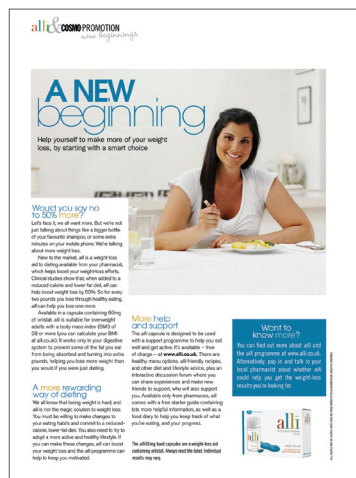 alli & COSMO PROMOTION
new beginnings
A NEW
beginning
Help yourself to make more of your weight
loss, by starting with a smart choice
Would you say no
to 50% more?
Let's face it, we all want more. But we're not
just talking about things like a bigger bottle
of your favourite shampoo, or some extra
minutes on your mobile phone. We're talking
about more weight loss.
New to the market, alli is a weight-loss
aid to dieting available from your pharmacist,
which helps boost your weight-loss efforts.
Clinical studies show that, when added to a
reduced-calorie and lower-fat diet, alli can
help boost weight loss by 50%. So for every
two pounds you lose through healthy eating,
alli can help you lose one more.
Available in a capsule containing 60mg
of orlistat, alli is suitable for overweight
adults with a body mass index (BMI) of
28 or more (you can calculate your BMI
at alli.co.uk). It works only in your digestive
system to prevent some of the fat you eat
from being absorbed and turning into extra
pounds, helping you lose more weight than
you would if you were just dieting.
A more rewarding
way of dieting
We all know that losing weight is hard, and
alli is not the magic solution to weight loss.
You must be willing to make changes to
your eating habits and commit to a reduced-
calorie, lower-fat diet. You also need to try to
adopt a more active and healthy lifestyle. If
you can make these changes, alli can boost
your weight loss and the alli programme can
help to keep you motivated.
More help
and support
The alli capsule is designed to be used
with a support programme to help you eat
well and get active. It's available – free
of charge – at www.alli.co.uk. There are
healthy menu options, alli-friendly recipes,
and other diet and lifestyle advice, plus an
interactive discussion forum where you
can share experiences and make new
friends to support, who will also support
you. Available only from pharmacies, alli
comes with a free starter guide containing
lots more helpful information, as well as a
food diary to help you keep track of what
you're eating, and your progress.
The alli 60mg hard capsules are a weight-loss aid
containing orlistat. Always read the label. Individual
results may vary.
Want to
know more?
You can find out more about alli and
the alli programme at www.alli.co.uk.
Alternatively, pop in and talk to your
local pharmacist about whether alli
could help you get the weight-loss
results you're looking for.
alli